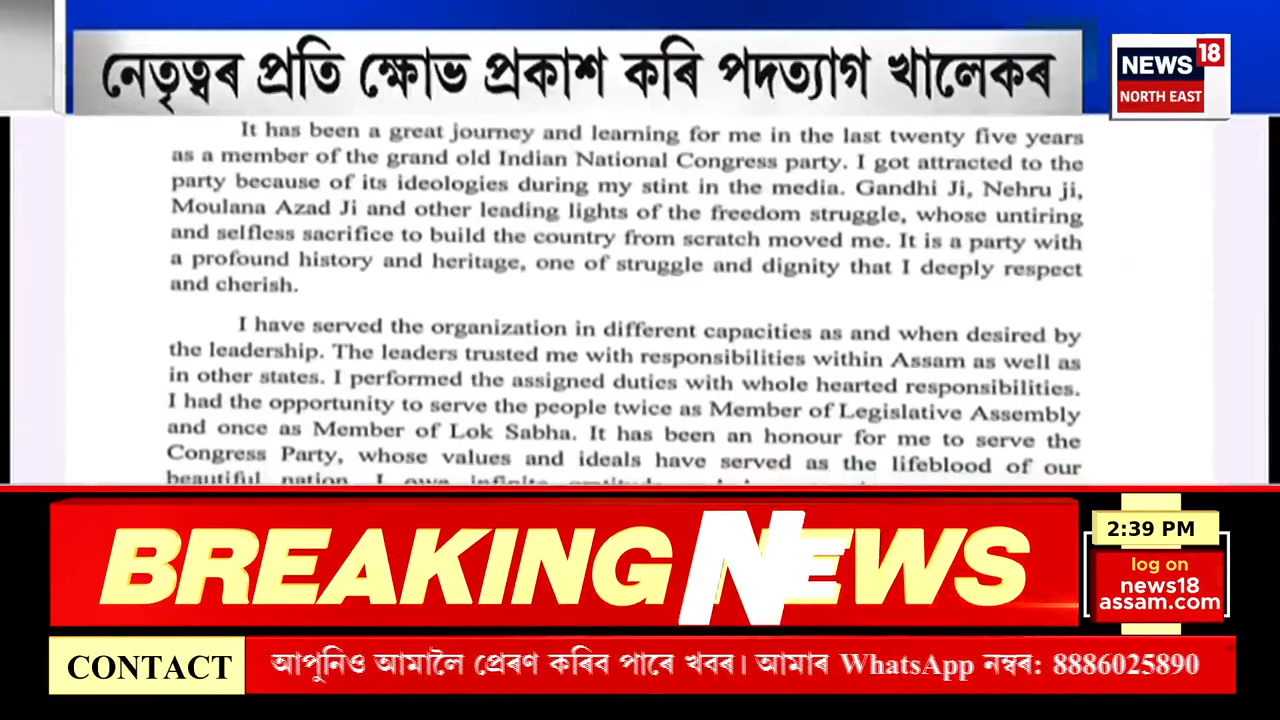 নেতৃত্বৰ প্ৰতি ক্ষোভ প্ৰকাশ কৰি পদত্যাগ খালেকৰ
NEWS 18
NORTH EAST
It has been a great journey and learning for me in the last twenty five years
as a member of the grand old Indian National Congress party. I got attracted to the
party because of its ideologies during my stint in the media. Gandhi Ji, Nehru ji,
Moulana Azad Ji and other leading lights of the freedom struggle, whose untiring
and selfless sacrifice to build the country from scratch moved me. It is a party with
a profound history and heritage, one of struggle and dignity that I deeply respect
and cherish.
I have served the organization in different capacities as and when desired by
the leadership. The leaders trusted me with responsibilities within Assam as well as
in other states. I performed the assigned duties with whole hearted responsibilities.
I had the opportunity to serve the people twice as Member of Legislative Assembly
and once as Member of Lok Sabha. It has been an honour for me to serve the
Congress Party, whose values and ideals have served as the lifeblood of our
beautiful nation. I owe infinite
BREAKING NEWS
2:39 PM
log on
news18
assam.com
CONTACT
আপুনিও আমালৈ প্ৰেৰণ কৰিব পাৰে খবৰ। আমাৰ WhatsApp নম্বৰ: 8886025890